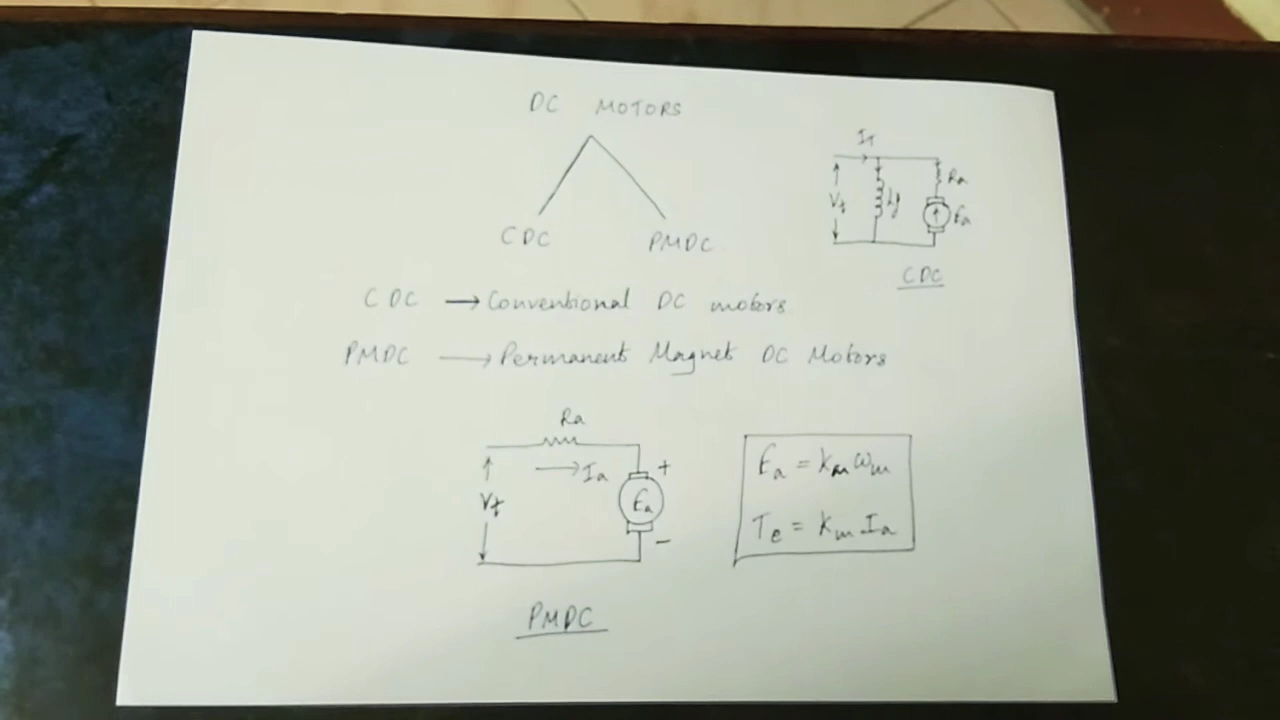 DC MOTORS
CDC PMDC
CDC → Conventional DC motors
PMDC → Permanent Magnet DC Motors
IT
Vt
Ra
Ea
CDC
Ra
Ia
Vt
Ea
+
-
PMDC
Ea = Km ωm
Te = Km Ia